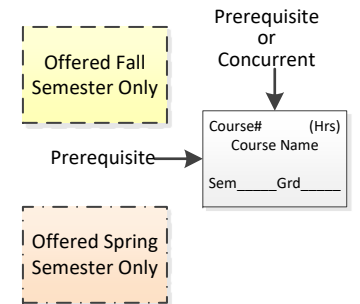 Prerequisite
or
Concurrent
Offered Fall
Semester Only
Course# (Hrs)
Course Name
Sem_____Grd_____
Prerequisite
Offered Spring
Semester Only